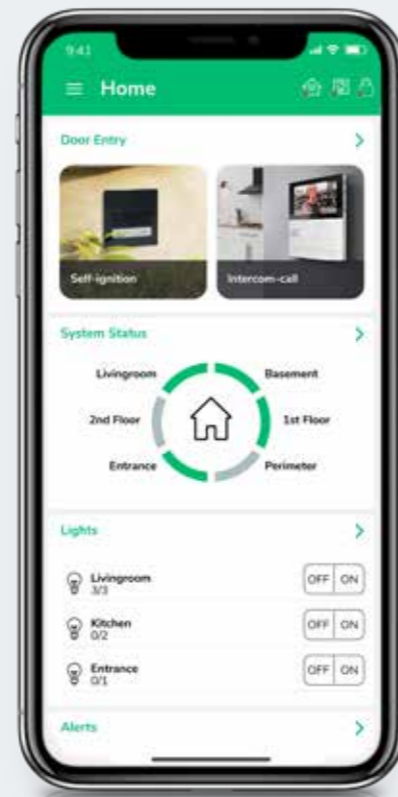 9:41
Home
Door Entry
Self-ignition
Intercom-call
System Status
Livingroom
Basement
2nd Floor
1st Floor
Entrance
Perimeter
Lights
Livingroom
3/3
OFF ON
Kitchen
0/2
OFF ON
Entrance
0/1
OFF ON
Alerts